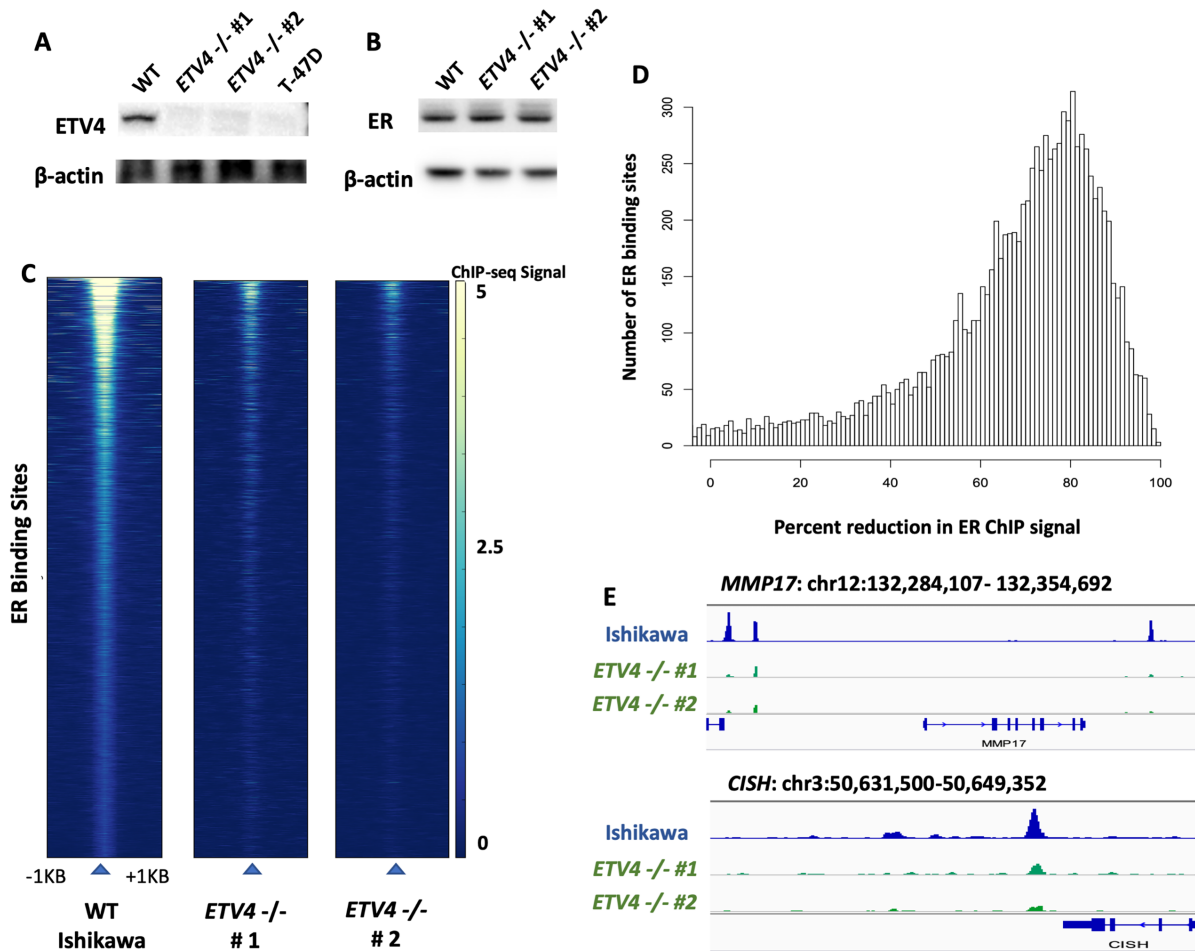 A
WT
ETV4 -/- #1
ETV4 -/- #2
T-47D
ETV4
β-actin
B
WT
ETV4 -/- #1
ETV4 -/- #2
ER
β-actin
C
ChIP-seq Signal
5
2.5
0
ER Binding Sites
-1KB
+1KB
WT
Ishikawa
ETV4 -/-
# 1
ETV4 -/-
# 2
D
Number of ER binding sites
300
250
200
150
100
50
0
0 20 40 60 80 100
Percent reduction in ER ChIP signal
E
MMP17: chr12:132,284,107- 132,354,692
Ishikawa
ETV4 -/- #1
ETV4 -/- #2
MMP17
CISH: chr3:50,631,500-50,649,352
Ishikawa
ETV4 -/- #1
ETV4 -/- #2
CISH